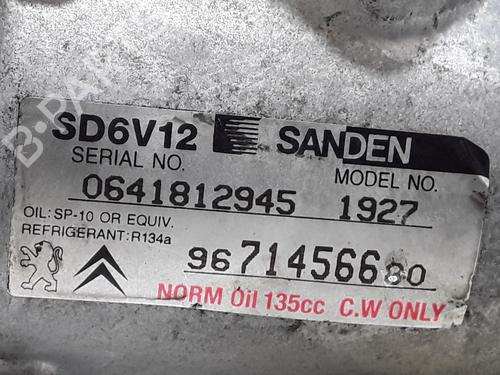 SD6V12 SANDEN
SERIAL NO. MODEL NO.
0641812945 1927
OIL: SP-10 OR EQUIV.
REFRIGERANT: R134a
9671456680
NORM Oil 135cc C.W ONLY
B-PARTS